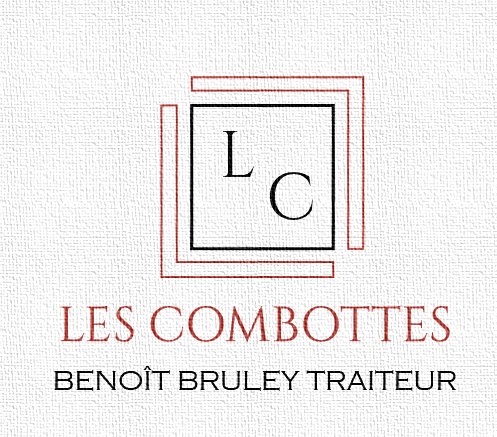 L
C
LES COMBOTTES
BENOÎT BRULEY TRAITEUR